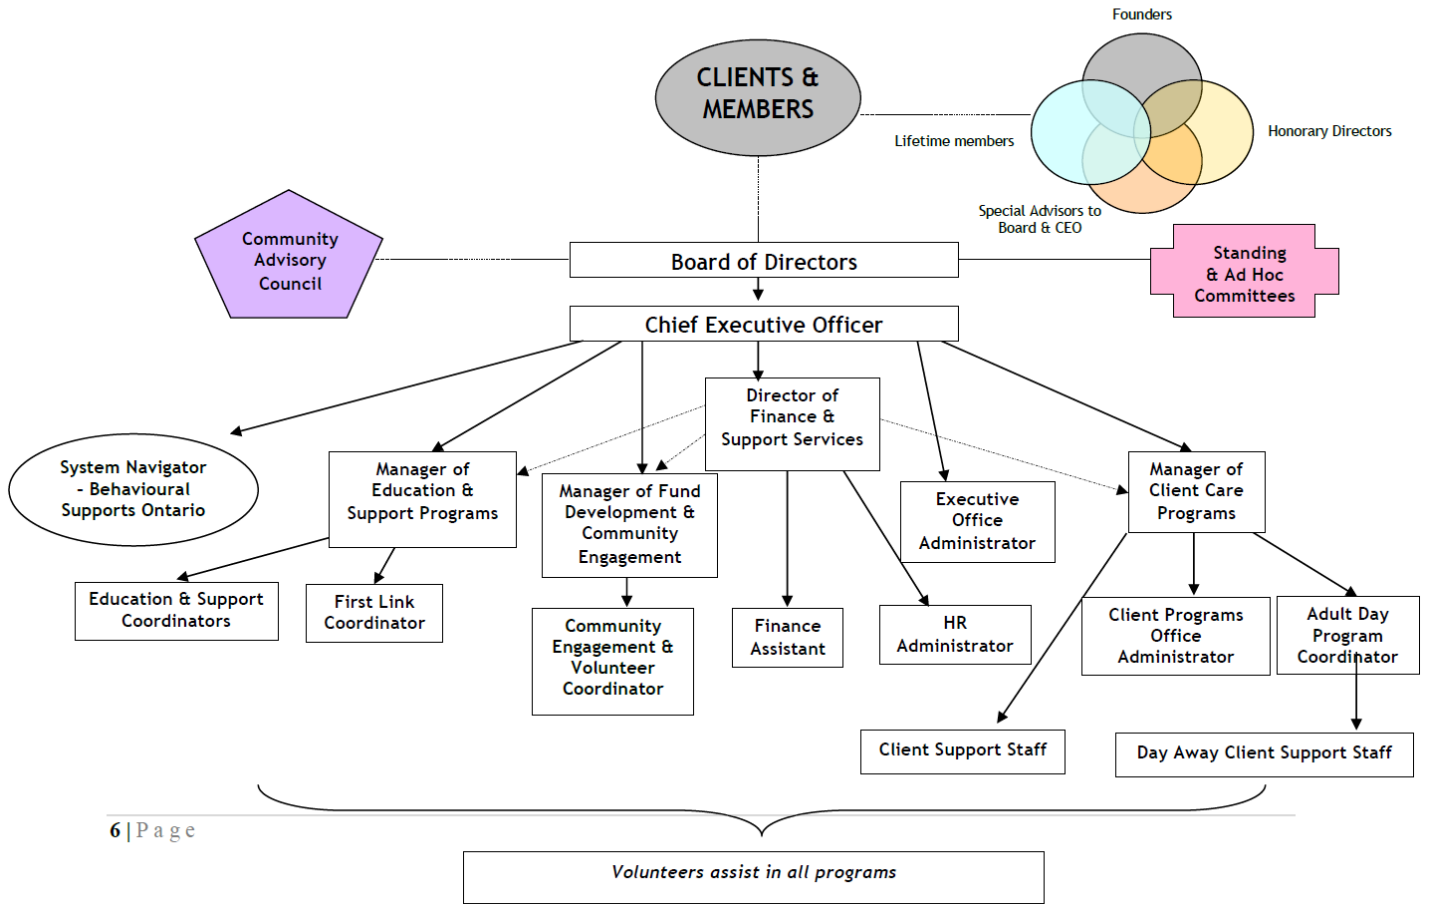 Founders
CLIENTS &
MEMBERS
Lifetime members
Honorary Directors
Special Advisors to
Board & CEO
Community
Advisory
Council
Board of Directors
Standing
& Ad Hoc
Committees
Chief Executive Officer
Director of
Finance &
Support Services
System Navigator
- Behavioural
Supports Ontario
Manager of
Education &
Support Programs
Manager of Fund
Development &
Community
Engagement
Executive
Office
Administrator
Manager of
Client Care
Programs
Education & Support
Coordinators
First Link
Coordinator
Community
Engagement &
Volunteer
Coordinator
Finance
Assistant
HR
Administrator
Client Programs
Office
Administrator
Adult Day
Program
Coordinator
Client Support Staff
Day Away Client Support Staff
6 | Page
Volunteers assist in all programs